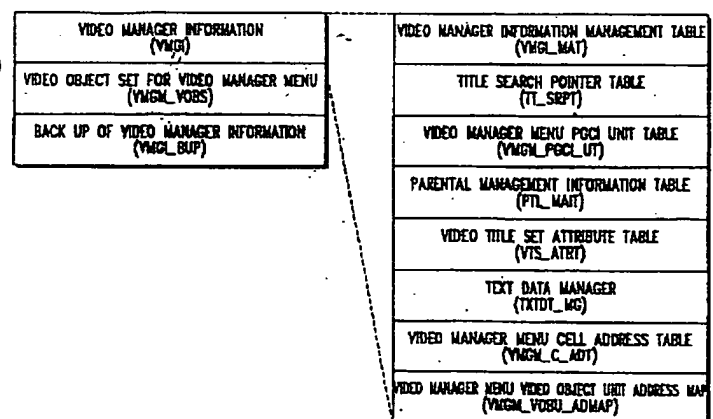 VIDEO MANAGER INFORMATION
(VMGI)
VIDEO OBJECT SET FOR VIDEO MANAGER MENU
(VMGM_VOBS)
BACK UP OF VIDEO MANAGER INFORMATION
(VMGI_BUP)
VIDEO MANAGER INFORMATION MANAGEMENT TABLE
(VMGI_MAT)
TITLE SEARCH POINTER TABLE
(TT_SRPT)
VIDEO MANAGER MENU PGCI UNIT TABLE
(VMGM_PGCI_UT)
PARENTAL MANAGEMENT INFORMATION TABLE
(PTL_MAIT)
VIDEO TITLE SET ATTRIBUTE TABLE
(VTS_ATRT)
TEXT DATA MANAGER
(TXTDT_MG)
VIDEO MANAGER MENU CELL ADDRESS TABLE
(VMGM_C_ADT)
VIDEO MANAGER MENU VIDEO OBJECT UNIT ADDRESS MAP
(VMGM_VOBU_ADMAP)